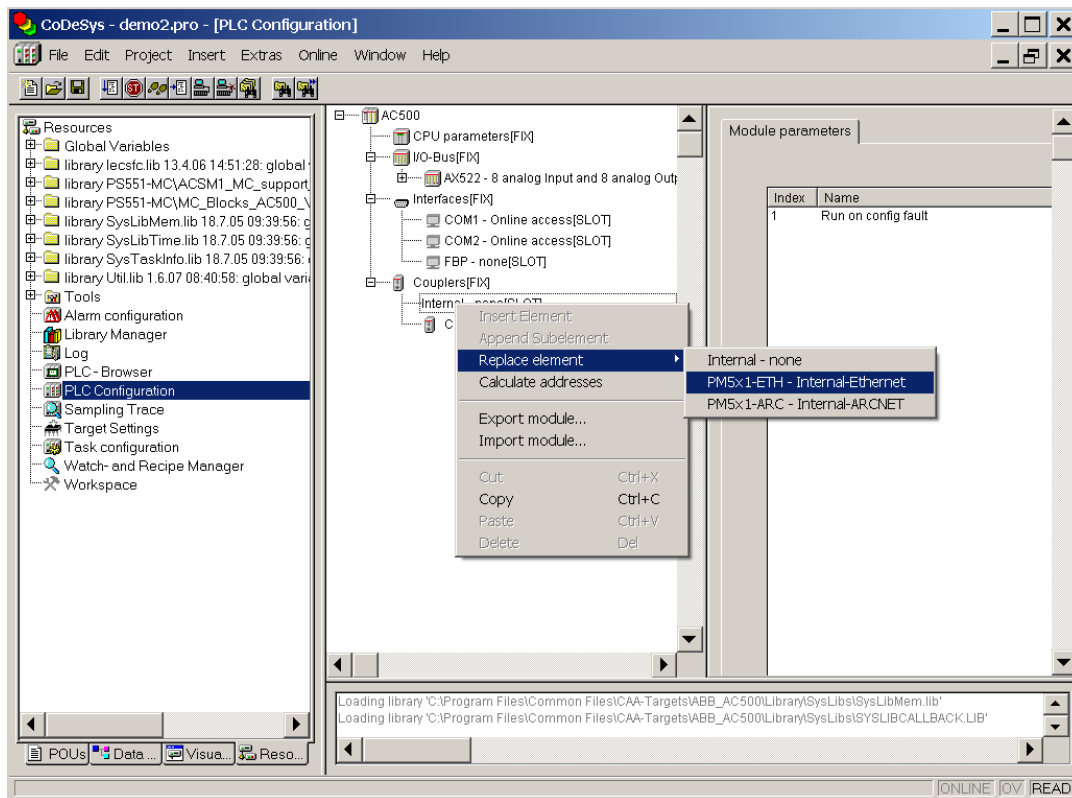 CoDeSys - demo2.pro - [PLC Configuration]
File Edit Project Insert Extras Online Window Help
Resources
Global Variables
library Iecsfc.lib 13.4.06 14:51:28: global
library PS551-MC\ACSM1_MC_support
library PS551-MC\MC_Blocks_AC500_
library SysLibMem.lib 18.7.05 09:39:56: g
library SysLibTime.lib 18.7.05 09:39:56: g
library SysTaskInfo.lib 18.7.05 09:39:56:
library Util.lib 1.6.07 08:40:58: global vari
Tools
Alarm configuration
Library Manager
Log
PLC - Browser
PLC Configuration
Sampling Trace
Target Settings
Task configuration
Watch- and Recipe Manager
Workspace
POUs Data ... Visua... Reso...
AC500
CPU parameters[FIX]
I/O-Bus[FIX]
AX522 - 8 analog Input and 8 analog Outp
Interfaces[FIX]
COM1 - Online access[SLOT]
COM2 - Online access[SLOT]
FBP - none[SLOT]
Couplers[FIX]
Internal - none[SLOT]
C
Insert Element
Append Subelement
Replace element
Calculate addresses
Export module...
Import module...
Cut Ctrl+X
Copy Ctrl+C
Paste Ctrl+V
Delete Del
Internal - none
PM5x1-ETH - Internal-Ethernet
PM5x1-ARC - Internal-ARCNET
Module parameters
Index Name
1 Run on config fault
Loading library 'C:\Program Files\Common Files\CAA-Targets\ABB_AC500\Library\SysLibs\SysLibMem.lib'
Loading library 'C:\Program Files\Common Files\CAA-Targets\ABB_AC500\Library\SysLibs\SYSLIBCALLBACK.LIB'
ONLINE OV READ